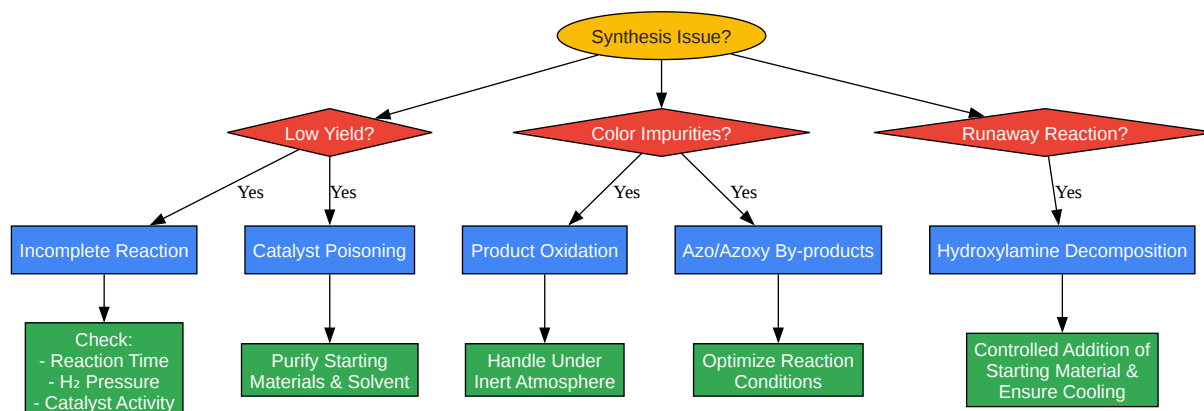 Synthesis Issue?
Low Yield?
Color Impurities?
Runaway Reaction?
Yes
Yes
Yes
Yes
Yes
Incomplete Reaction
Catalyst Poisoning
Product Oxidation
Azo/Azoxy By-products
Hydroxylamine Decomposition
Check:
- Reaction Time
- H₂ Pressure
- Catalyst Activity
Purify Starting
Materials & Solvent
Handle Under
Inert Atmosphere
Optimize Reaction
Conditions
Controlled Addition of
Starting Material &
Ensure Cooling